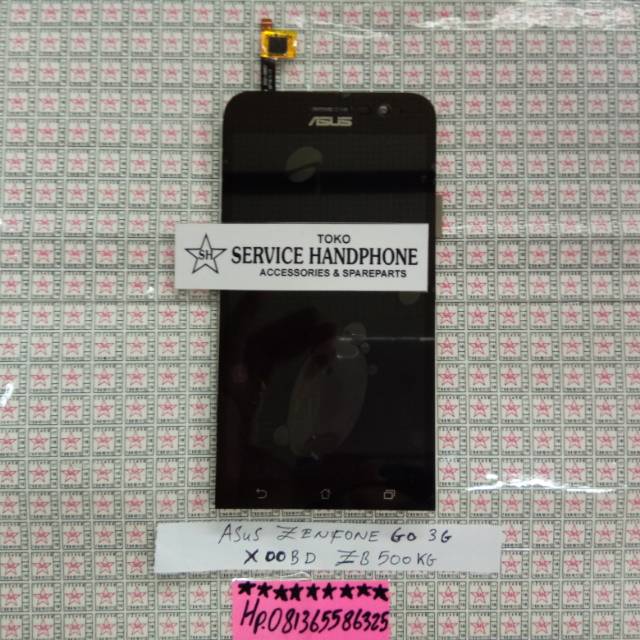 ASUS
TOKO
SH
SERVICE HANDPHONE
ACCESSORIES & SPAREPARTS
ASUS ZENFONE GO 3G
X00BD ZB500KG
HP.081365586325